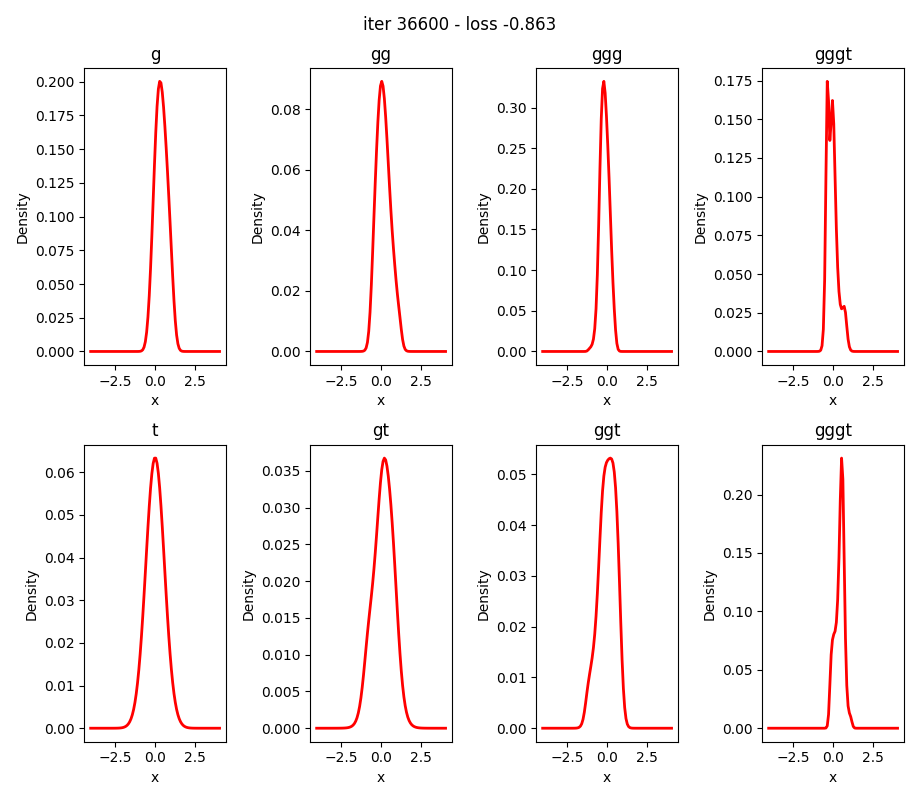 iter 36600 - loss -0.863
g
gg
ggg
gggt
0.200
0.175
0.150
0.125
0.100
0.075
0.050
0.025
0.000
Density
−2.5 0.0 2.5
x
0.08
0.06
0.04
0.02
0.00
Density
−2.5 0.0 2.5
x
0.30
0.25
0.20
0.15
0.10
0.05
0.00
Density
−2.5 0.0 2.5
x
0.175
0.150
0.125
0.100
0.075
0.050
0.025
0.000
Density
−2.5 0.0 2.5
x
t
gt
ggt
gggt
0.06
0.05
0.04
0.03
0.02
0.01
0.00
Density
−2.5 0.0 2.5
x
0.035
0.030
0.025
0.020
0.015
0.010
0.005
0.000
Density
−2.5 0.0 2.5
x
0.05
0.04
0.03
0.02
0.01
0.00
Density
−2.5 0.0 2.5
x
0.20
0.15
0.10
0.05
0.00
Density
−2.5 0.0 2.5
x